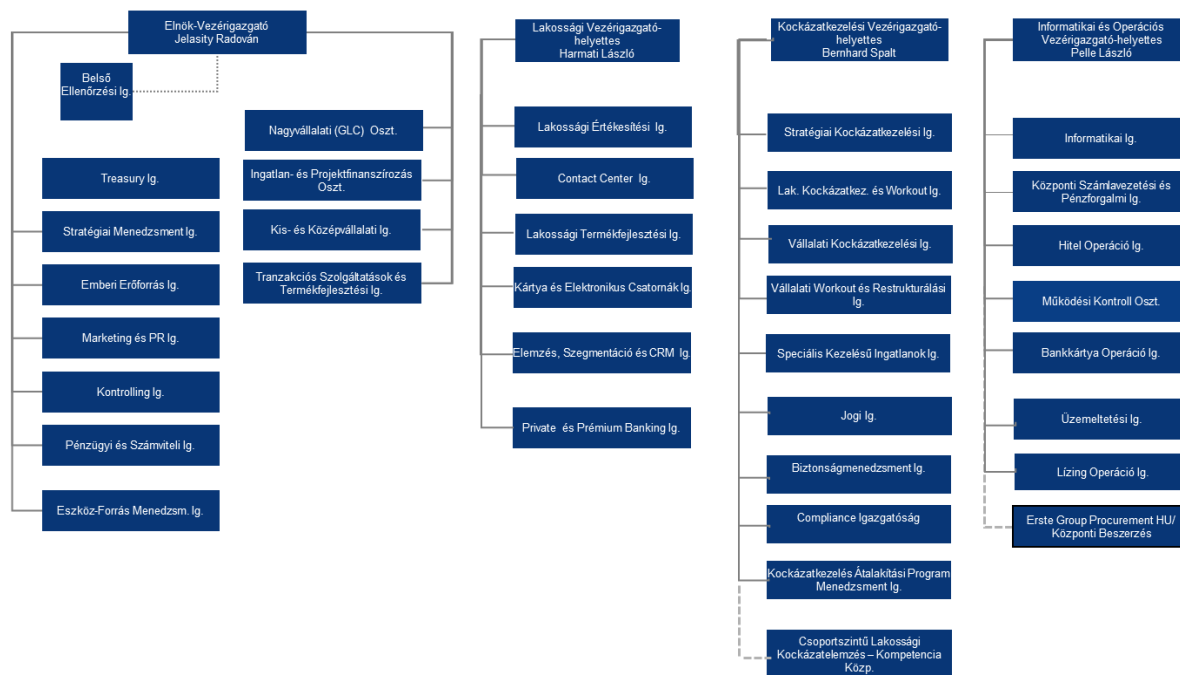 Elnök-Vezérigazgató
Jelasity Radován
Belső
Ellenőrzési Ig.
Treasury Ig.
Stratégiai Menedzsment Ig.
Emberi Erőforrás Ig.
Marketing és PR Ig.
Kontrolling Ig.
Pénzügyi és Számviteli Ig.
Eszköz-Forrás Menedzsm. Ig.
Nagyvállalati (GLC) Oszt.
Ingatlan- és Projektfinanszírozás
Oszt.
Kis- és Középvállalati Ig.
Tranzakciós Szolgáltatások és
Termékfejlesztési Ig.
Lakossági Vezérigazgató-
helyettes
Harmati László
Lakossági Értékesítési Ig.
Contact Center Ig.
Lakossági Termékfejlesztési Ig.
Kártya és Elektronikus Csatornák Ig.
Elemzés, Szegmentáció és CRM Ig.
Private és Prémium Banking Ig.
Kockázatkezelési Vezérigazgató-
helyettes
Bernhard Spalt
Stratégiai Kockázatkezelési Ig.
Lak. Kockázatkez. és Workout Ig.
Vállalati Kockázatkezelési Ig.
Vállalati Workout és Restrukturálási
Ig.
Speciális Kezelésű Ingatlanok Ig.
Jogi Ig.
Biztonságmenedzsment Ig.
Compliance Igazgatóság
Kockázatkezelés Átalakítási Program
Menedzsment Ig.
Csoportszintű Lakossági
Kockázatelemzés – Kompetencia
Közp.
Informatikai és Operációs
Vezérigazgató-helyettes
Pelle László
Informatikai Ig.
Központi Számlavezetési és
Pénzforgalmi Ig.
Hitel Operáció Ig.
Működési Kontroll Oszt.
Bankkártya Operáció Ig.
Üzemeltetési Ig.
Lízing Operáció Ig.
Erste Group Procurement HU/
Központi Beszerzés